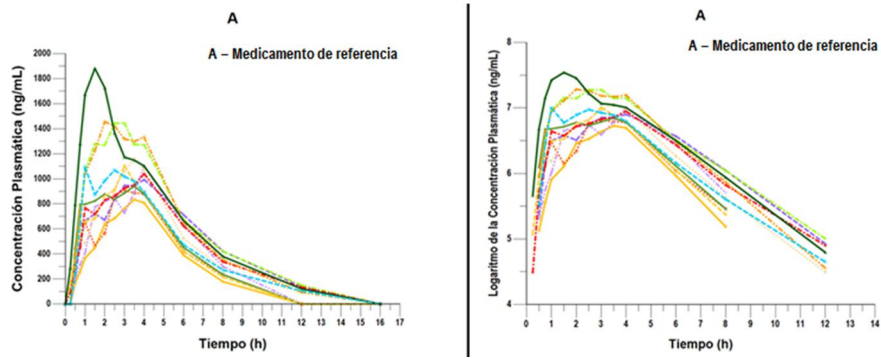 A
A – Medicamento de referencia
Concentración Plasmática (ng/mL)
2000
1800
1600
1400
1200
1000
800
600
400
200
0
0 1 2 3 4 5 6 7 8 9 10 11 12 13 14 15 16 17
Tiempo (h)
A
A – Medicamento de referencia
Logaritmo de la Concentración Plasmática (ng/mL)
8
7
6
5
4
0 1 2 3 4 5 6 7 8 9 10 11 12 13 14
Tiempo (h)